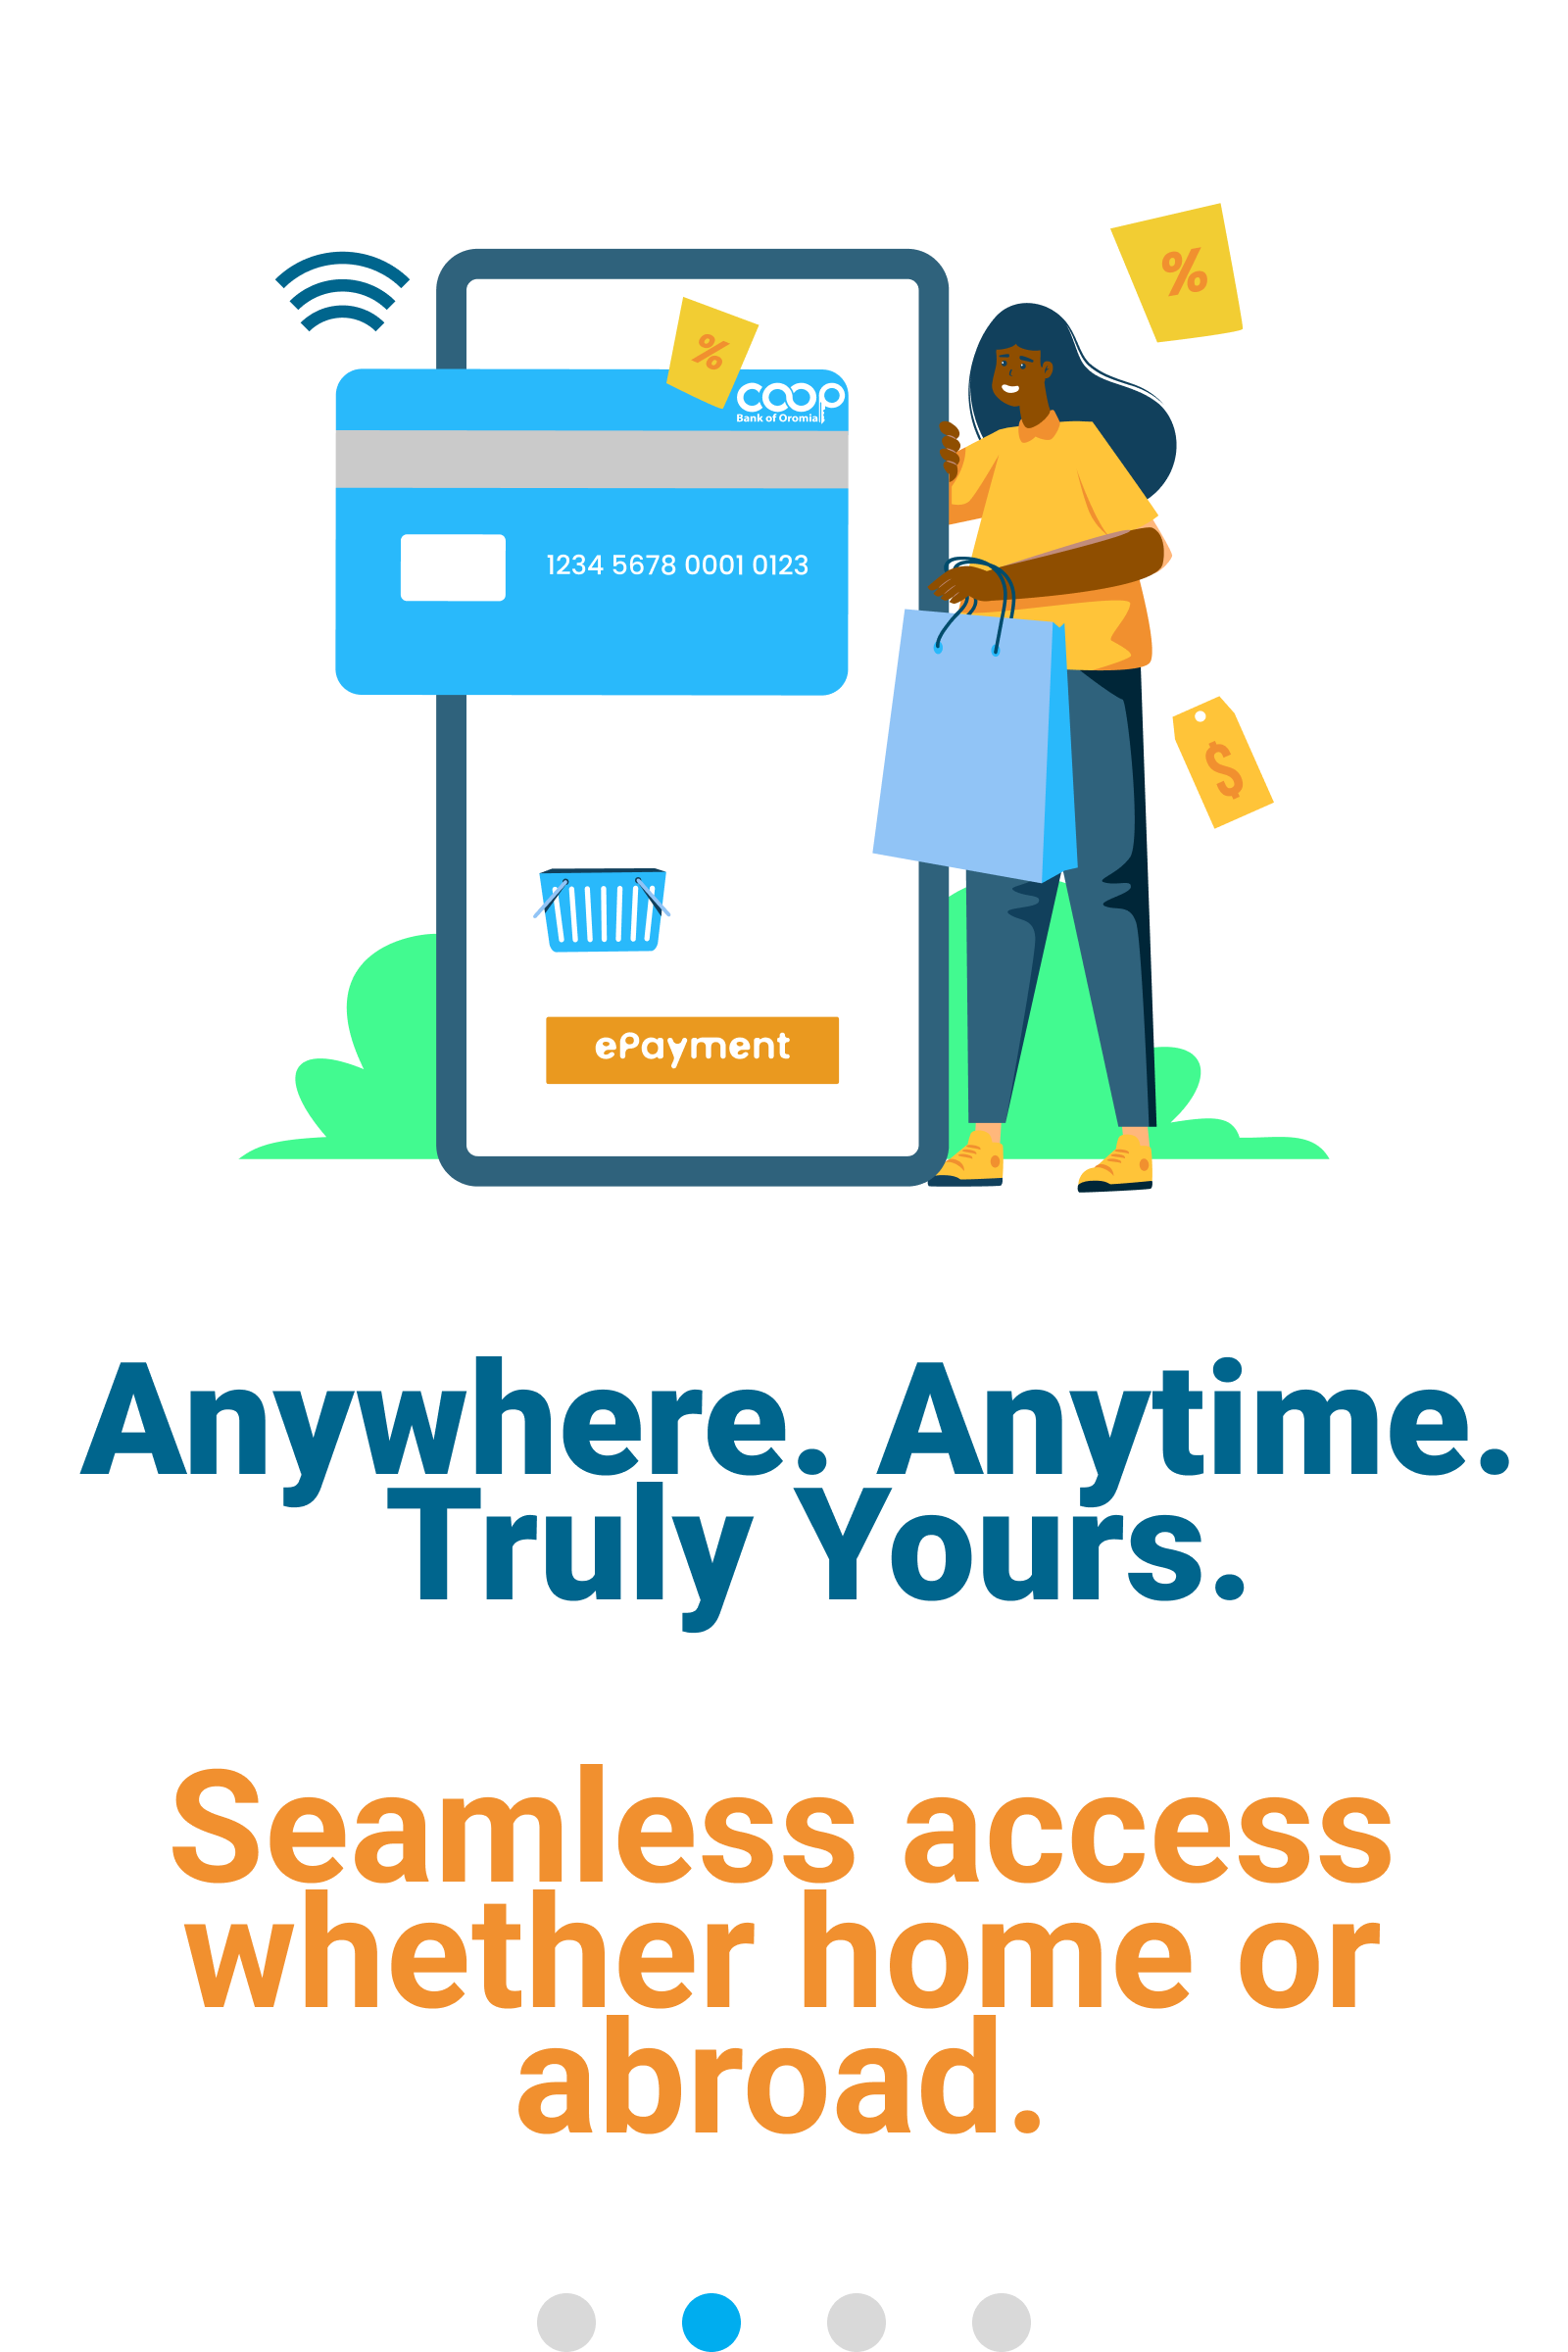 %
%
coop
Bank of Oromia
1234 5678 0001 0123
$
ePayment
Anywhere. Anytime.
Truly Yours.
Seamless access
whether home or
abroad.